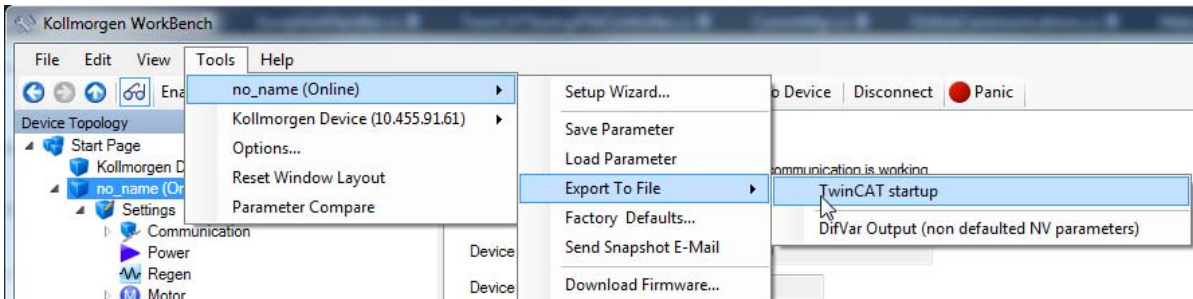 Kollmorgen WorkBench
File Edit View Tools Help
Ena
o Device Disconnect Panic
no_name (Online)
Kollmorgen Device (10.455.91.61)
Options...
Reset Window Layout
Parameter Compare
Setup Wizard...
Save Parameter
Load Parameter
Export To File
Factory Defaults...
Send Snapshot E-Mail
Download Firmware...
TwinCAT startup
DifVar Output (non defaulted NV parameters)
Device Topology
Start Page
Kollmorgen D
no_name (Or
Settings
Communication
Power
Regen
Motor
communication is working
Device
Device